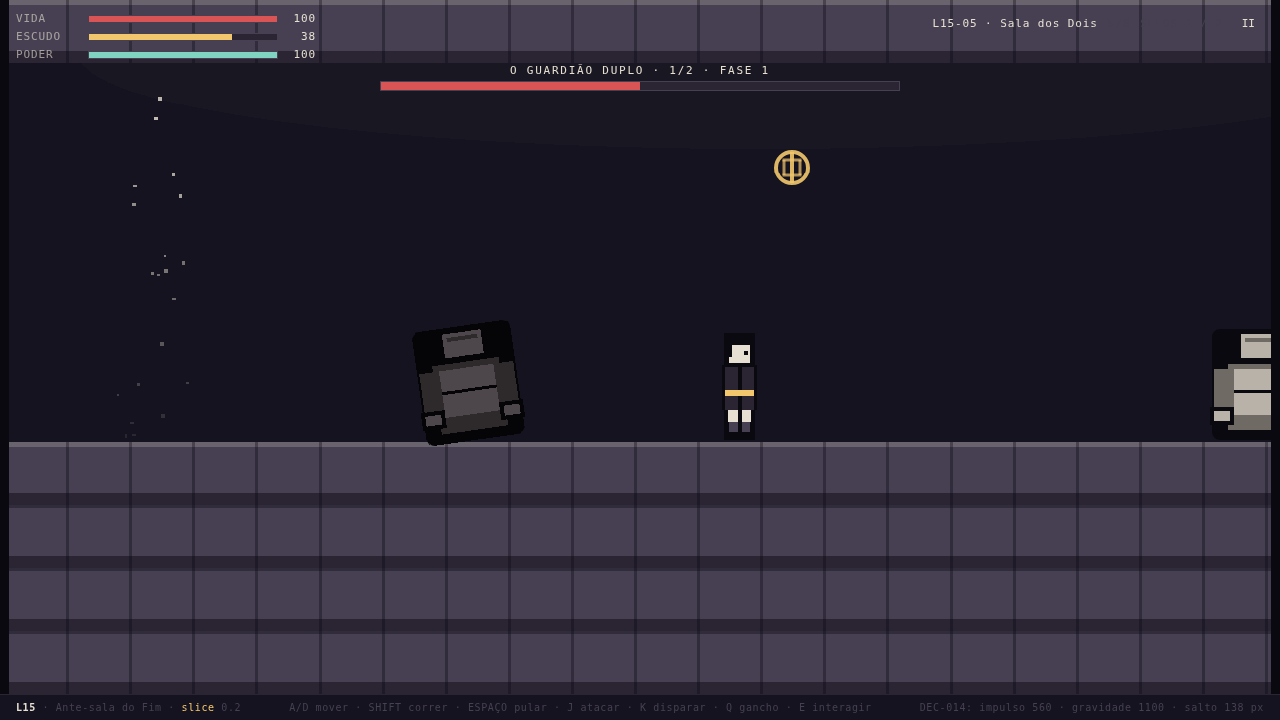 VIDA 100
ESCUDO 38
PODER 100
L15-05 · Sala dos Dois
II
O GUARDIÃO DUPLO · 1/2 · FASE 1
L15 · Ante-sala do Fim · slice 0.2
A/D mover · SHIFT correr · ESPAÇO pular · J atacar · K disparar · Q gancho · E interagir
DEC-014: impulso 560 · gravidade 1100 · salto 138 px